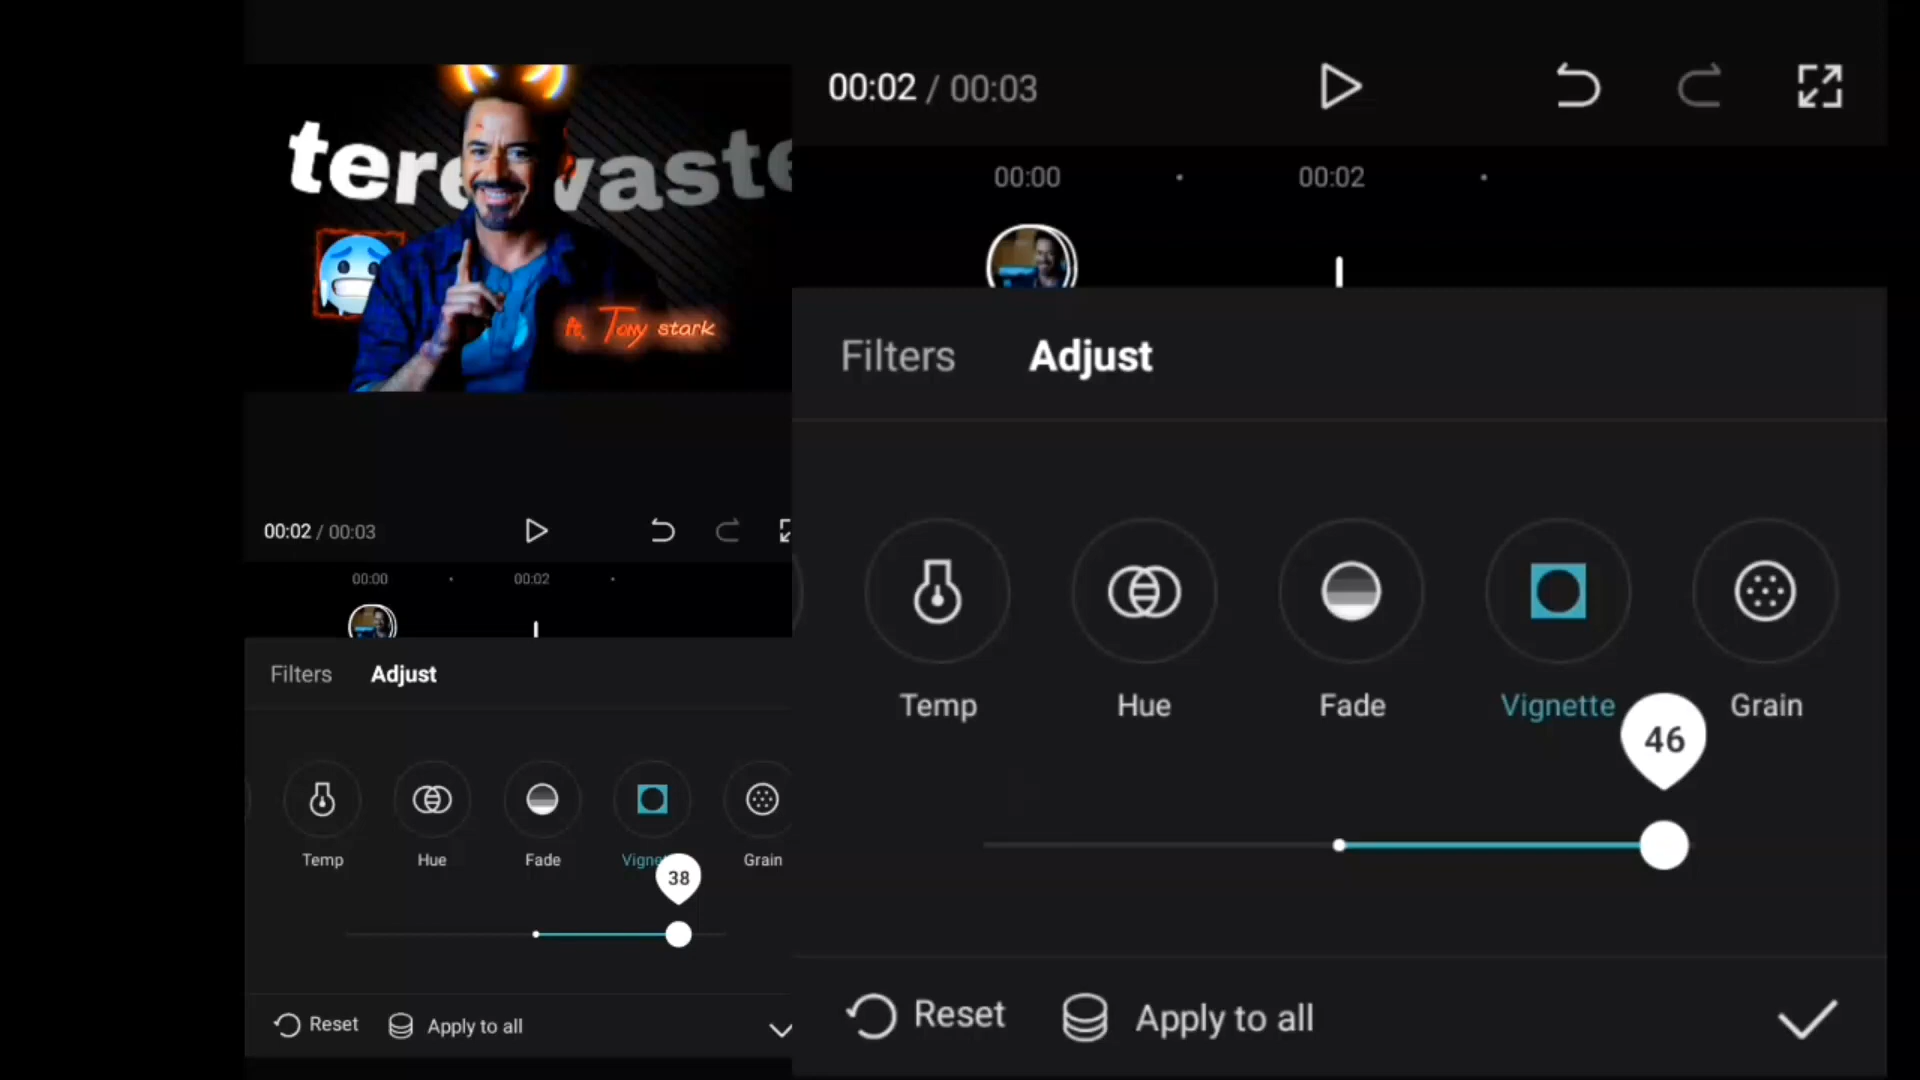 tere vaste
ft. Tony stark
00:02 / 00:03
00:00
00:02
Filters
Adjust
Temp
Hue
Fade
Grain
38
Reset
Apply to all
00:02 / 00:03
00:00
00:02
Filters
Adjust
Temp
Hue
Fade
Vignette
Grain
46
Reset
Apply to all